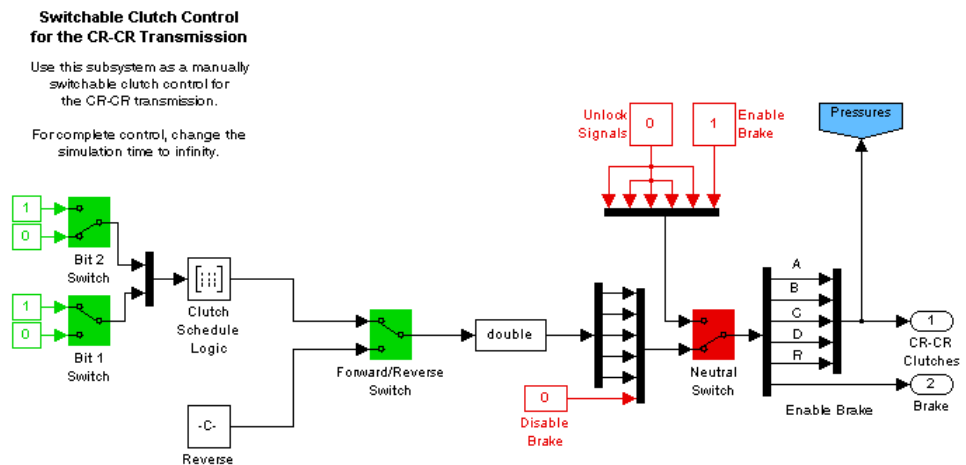 Switchable Clutch Control
for the CR-CR Transmission
Use this subsystem as a manually
switchable clutch control for
the CR-CR transmission.
For complete control, change the
simulation time to infinity.
Unlock
Signals
0
1
Enable
Brake
Pressures
1
0
Bit 2
Switch
1
0
Bit 1
Switch
Clutch
Schedule
Logic
-C-
Reverse
Forward/Reverse
Switch
double
0
Disable
Brake
Neutral
Switch
A
B
C
D
R
Enable Brake
1
CR-CR
Clutches
2
Brake